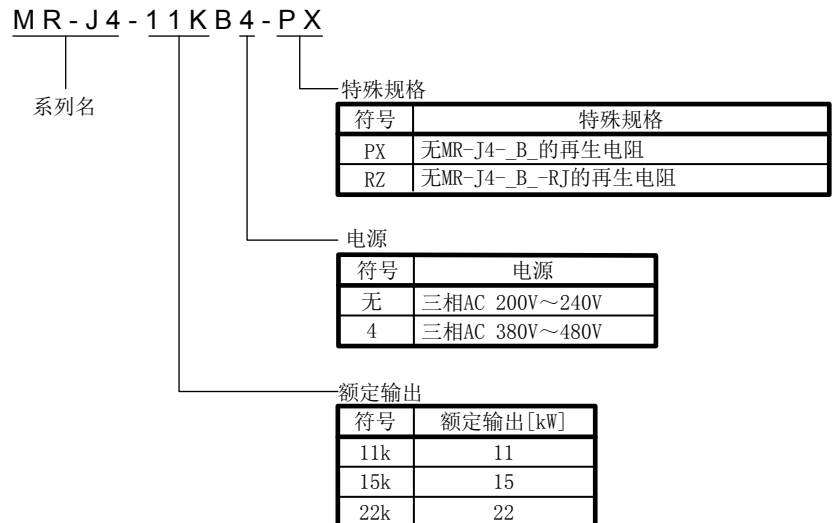 MR-J4-11KB4-PX
系列名
特殊规格
符号 特殊规格
PX 无MR-J4-_B_的再生电阻
RZ 无MR-J4-_B_-RJ的再生电阻
电源
符号 电源
无 三相AC 200V～240V
4 三相AC 380V～480V
额定输出
符号 额定输出[kW]
11k 11
15k 15
22k 22